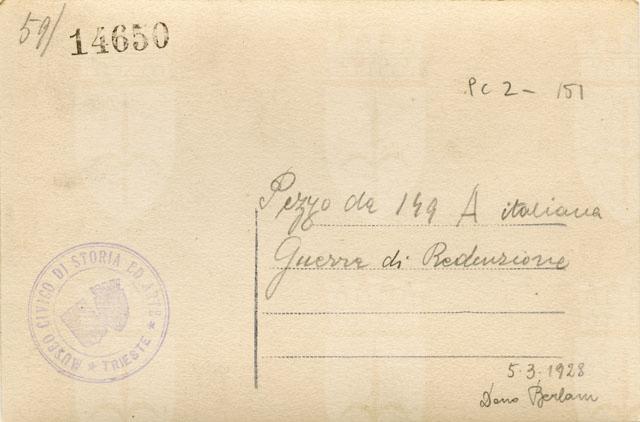 59/ 14650
PC 2 - 151
Pezzo da 149 A italiana
Guerra di Redenzione
MUSEO CIVICO DI STORIA ED ARTE * TRIESTE *
5.3.1928
Dono Berlam